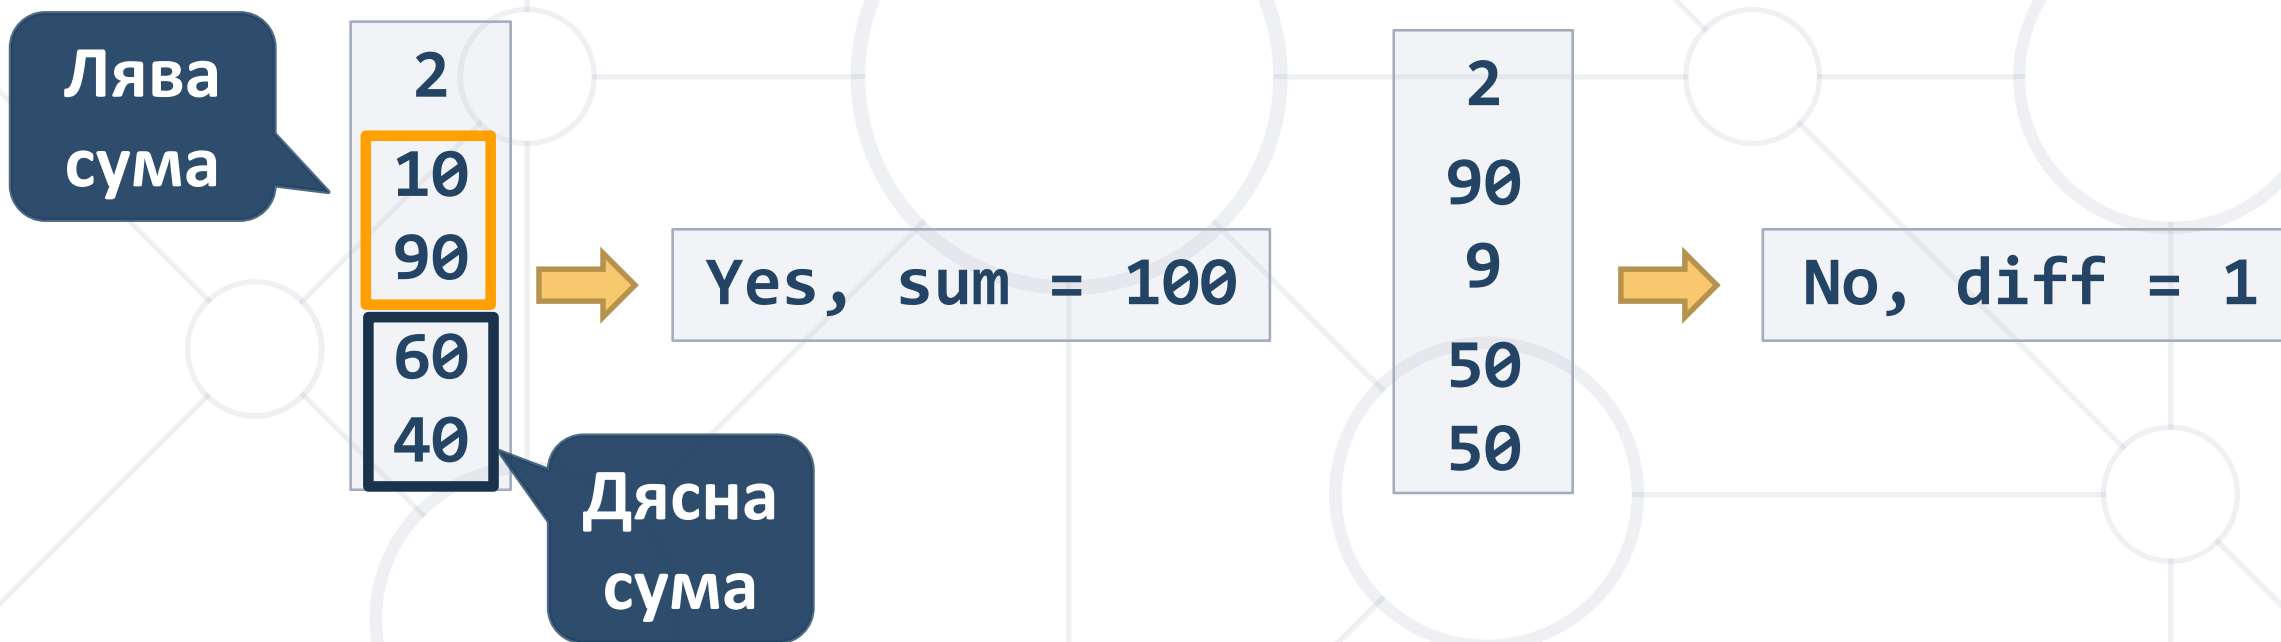 Лява
сума
2
10
90
60
40
Дясна
сума
Yes, sum = 100
2
90
9
50
50
No, diff = 1